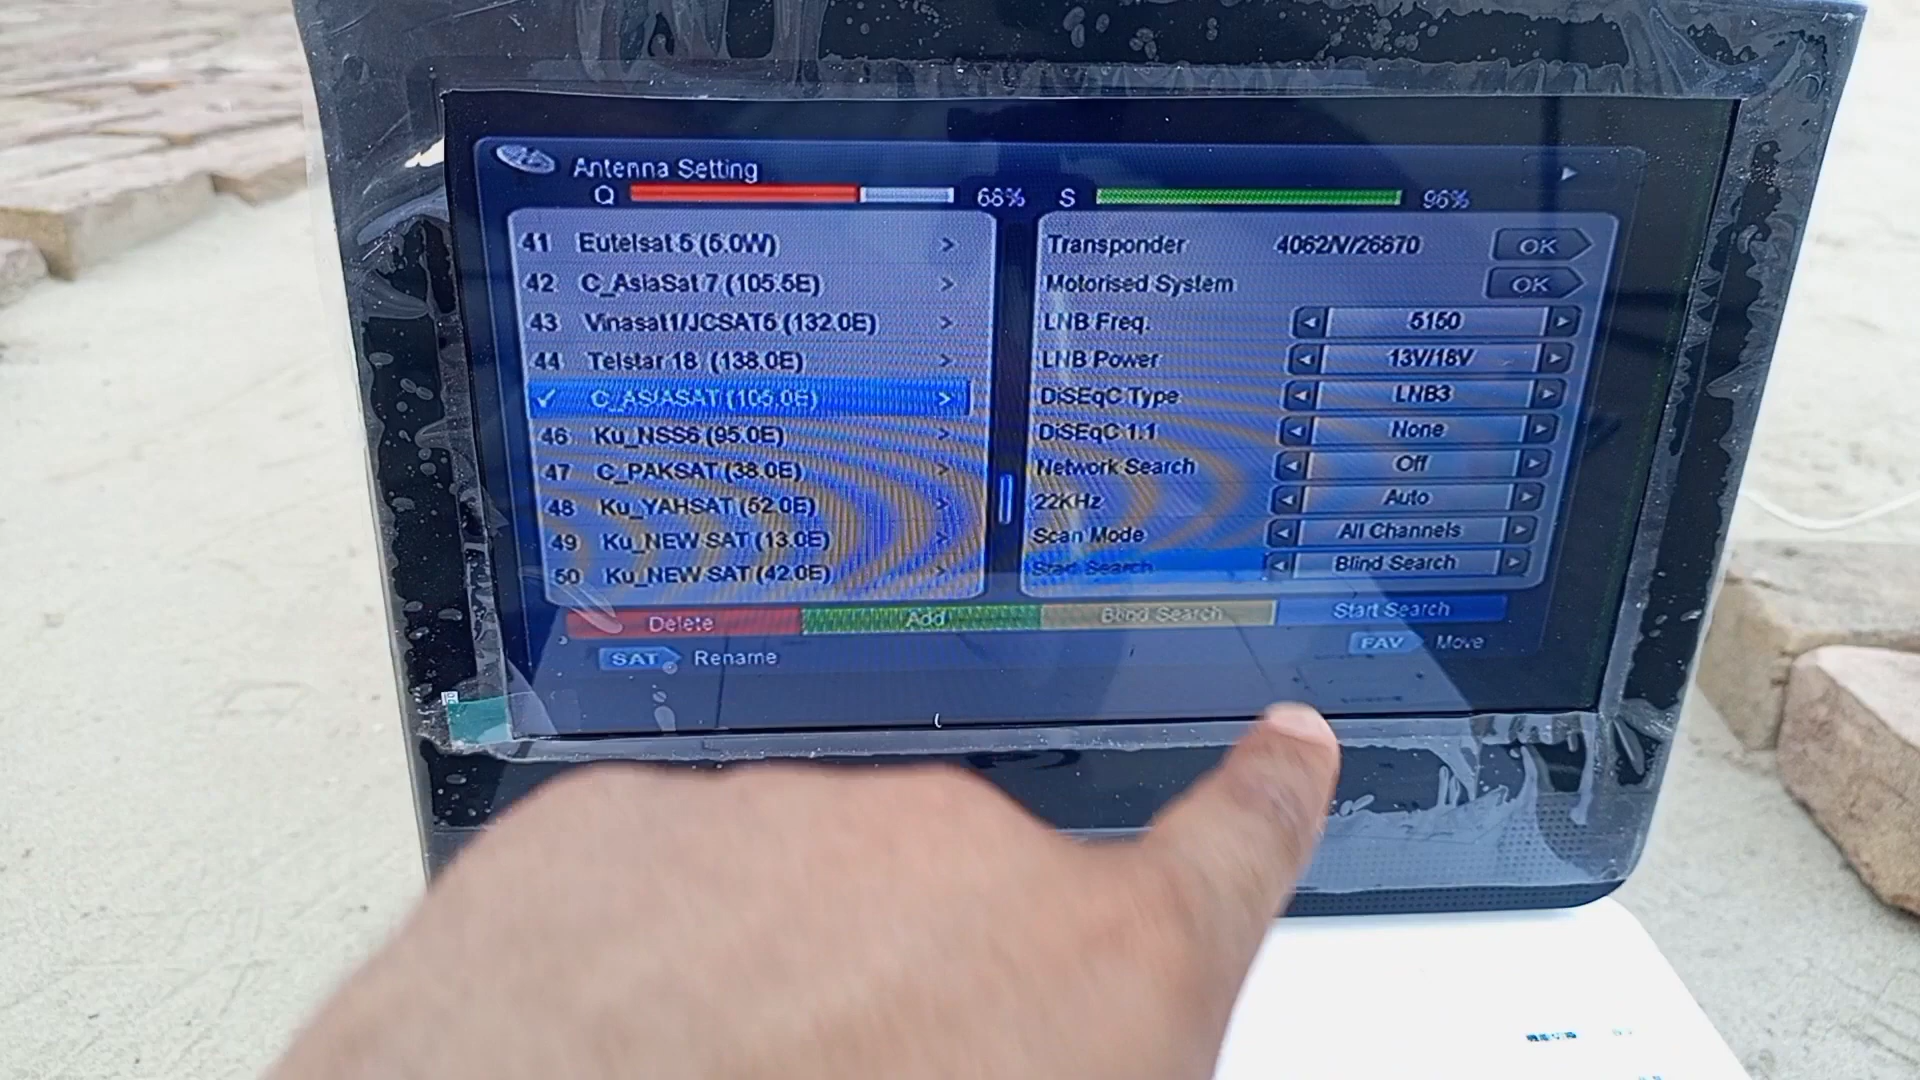 Antenna Setting
Q 68% S 96%
41 Eutelsat 5 (5.0W) >
42 C_AsiaSat 7 (105.5E) >
43 Vinasat1/JCSAT5 (132.0E) >
44 Telstar 18 (138.0E) >
✓ C_ASIASAT (105.0E) >
46 Ku_NSS6 (95.0E) >
47 C_PAKSAT (38.0E) >
48 Ku_YAHSAT (52.0E) >
49 Ku_NEW SAT (13.0E) >
50 Ku_NEW SAT (42.0E) >
Transponder 4062/V/26670 OK
Motorised System OK
LNB Freq. 5150
LNB Power 13V/18V
DiSEqC Type LNB3
DiSEqC 1.1 None
Network Search Off
22KHz Auto
Scan Mode All Channels
Start Search Blind Search
Delete Add Blind Search Start Search
SAT Rename FAV Move